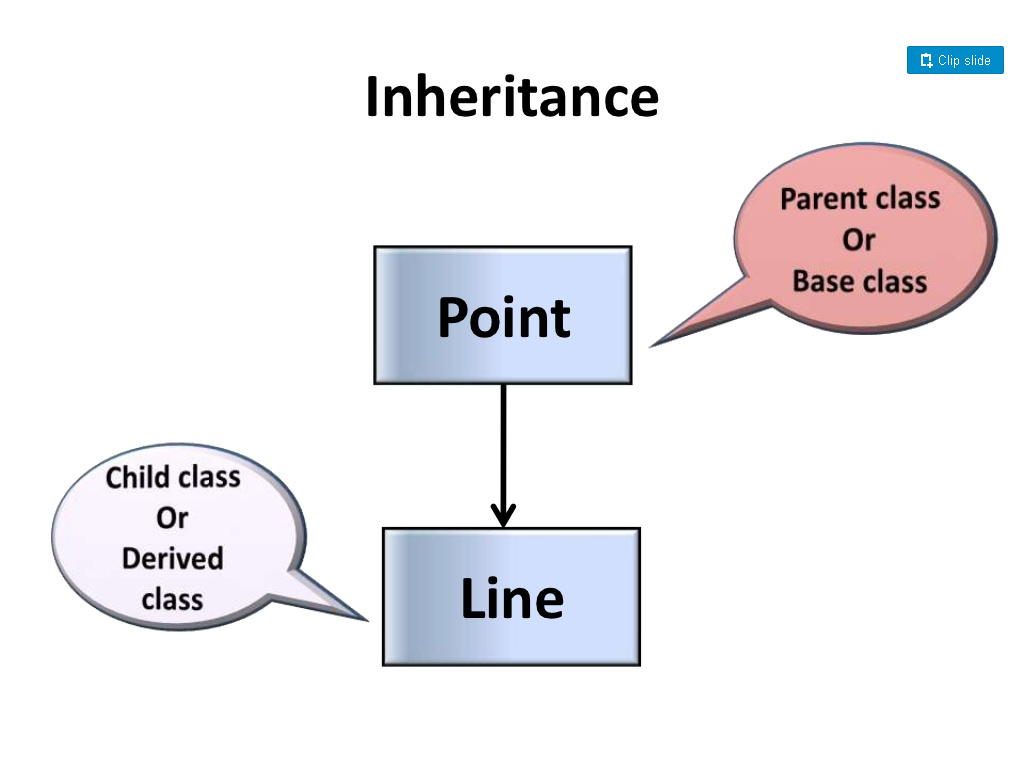 Clip slide
Inheritance
Parent class
Or
Base class
Point
Child class
Or
Derived
class
Line